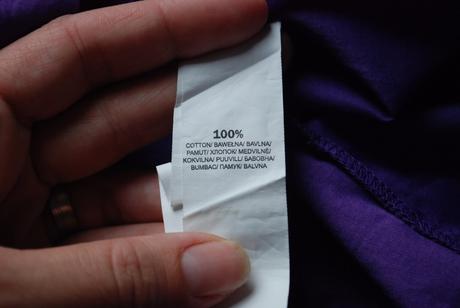 100%
COTTON/ BAWEŁNA/ BAVLNA/
PAMUT/ ХЛОПОК/ MEDVILNĖ/
KOKVILNA/ PUUVILL/ БАВОВНА/
BUMBAC/ ПАМУК/ BALVNA